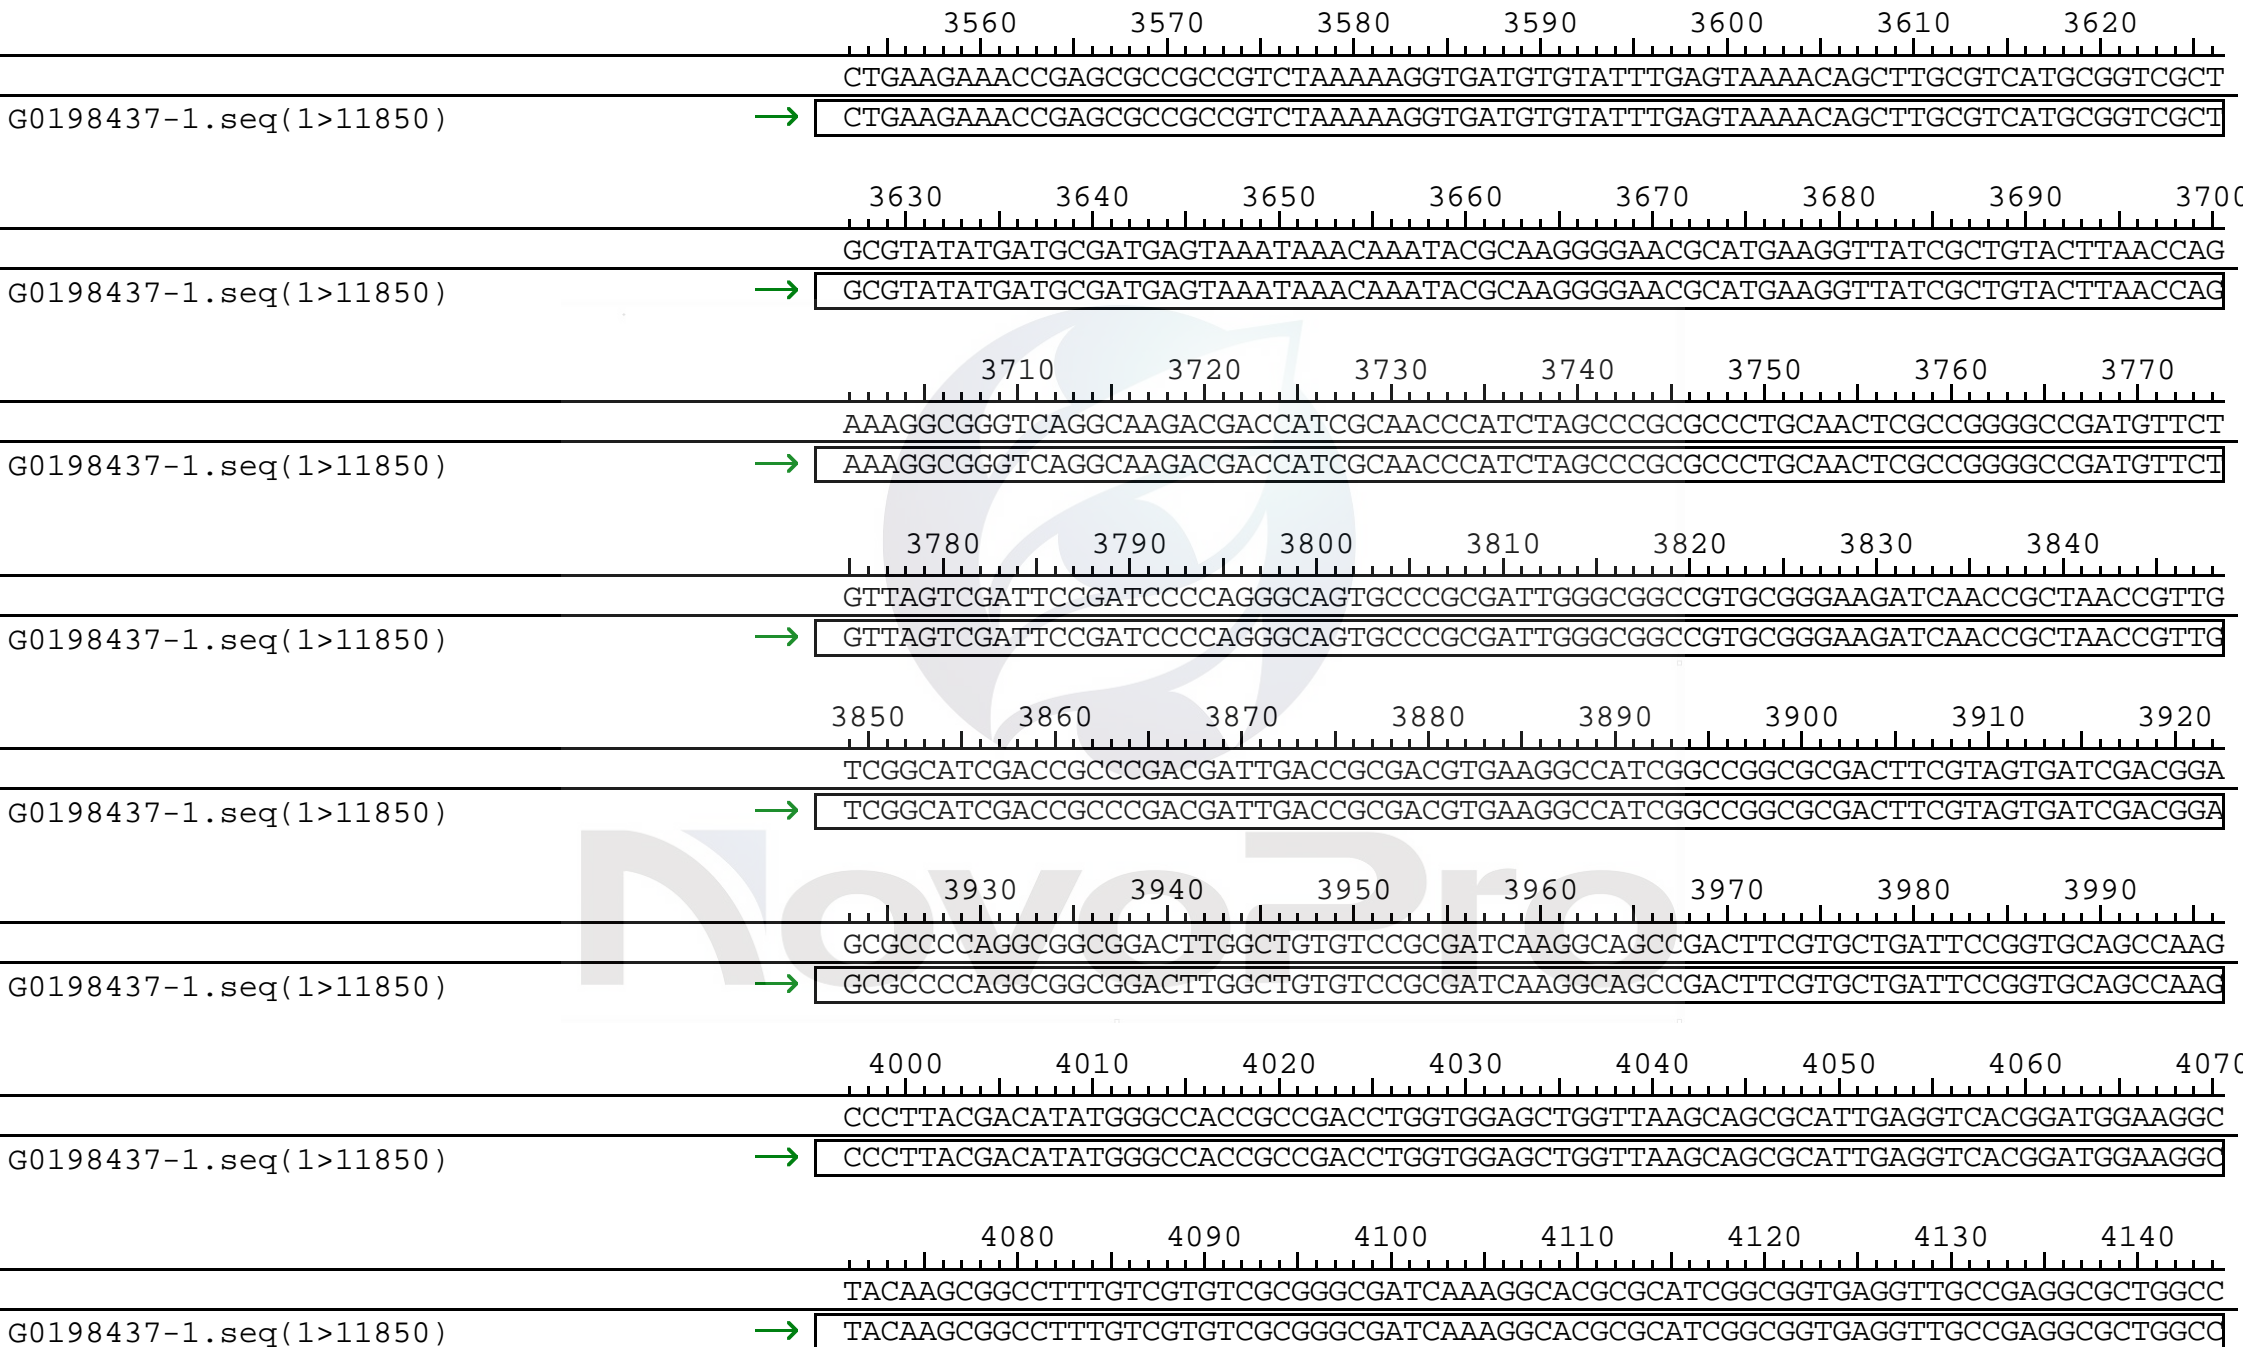 3560 3570 3580 3590 3600 3610 3620
CTGAAGAAACCGAGCGCCGCCGTCTAAAAAGGTGATGTGTATTTGAGTAAAACAGCTTGCGTCATGCGGTCGCT
G0198437-1.seq(1>11850) → CTGAAGAAACCGAGCGCCGCCGTCTAAAAAGGTGATGTGTATTTGAGTAAAACAGCTTGCGTCATGCGGTCGCT
3630 3640 3650 3660 3670 3680 3690 3700
GCGTATATGATGCGATGAGTAAATAAACAAATACGCAAGGGGAACGCATGAAGGTTATCGCTGTACTTAACCAG
G0198437-1.seq(1>11850) → GCGTATATGATGCGATGAGTAAATAAACAAATACGCAAGGGGAACGCATGAAGGTTATCGCTGTACTTAACCAG
3710 3720 3730 3740 3750 3760 3770
AAAGGCGGGTCAGGCAAGACGACCATCGCAACCCATCTAGCCCGCGCCCTGCAACTCGCCGGGGCCGATGTTCT
G0198437-1.seq(1>11850) → AAAGGCGGGTCAGGCAAGACGACCATCGCAACCCATCTAGCCCGCGCCCTGCAACTCGCCGGGGCCGATGTTCT
3780 3790 3800 3810 3820 3830 3840
GTTAGTCGATTCCGATCCCCAGGGCAGTGCCCGCGATTGGGCGGCCGTGCGGGAAGATCAACCGCTAACCGTTG
G0198437-1.seq(1>11850) → GTTAGTCGATTCCGATCCCCAGGGCAGTGCCCGCGATTGGGCGGCCGTGCGGGAAGATCAACCGCTAACCGTTG
3850 3860 3870 3880 3890 3900 3910 3920
TCGGCATCGACCGCCCGACGATTGACCGCGACGTGAAGGCCATCGGCCGGCGCGACTTCGTAGTGATCGACGGA
G0198437-1.seq(1>11850) → TCGGCATCGACCGCCCGACGATTGACCGCGACGTGAAGGCCATCGGCCGGCGCGACTTCGTAGTGATCGACGGA
3930 3940 3950 3960 3970 3980 3990
GCGCCCCAGGCGGCGGACTTGGCTGTGTCCGCGATCAAGGCAGCCGACTTCGTGCTGATTCCGGTGCAGCCAAG
G0198437-1.seq(1>11850) → GCGCCCCAGGCGGCGGACTTGGCTGTGTCCGCGATCAAGGCAGCCGACTTCGTGCTGATTCCGGTGCAGCCAAG
NovoPro
4000 4010 4020 4030 4040 4050 4060 4070
CCCTTACGACATATGGGCCACCGCCGACCTGGTGGAGCTGGTTAAGCAGCGCATTGAGGTCACGGATGGAAGGC
G0198437-1.seq(1>11850) → CCCTTACGACATATGGGCCACCGCCGACCTGGTGGAGCTGGTTAAGCAGCGCATTGAGGTCACGGATGGAAGGC
4080 4090 4100 4110 4120 4130 4140
TACAAGCGGCCTTTGTCGTGTCGCGGGCGATCAAAGGCACGCGCATCGGCGGTGAGGTTGCCGAGGCGCTGGCC
G0198437-1.seq(1>11850) → TACAAGCGGCCTTTGTCGTGTCGCGGGCGATCAAAGGCACGCGCATCGGCGGTGAGGTTGCCGAGGCGCTGGCC